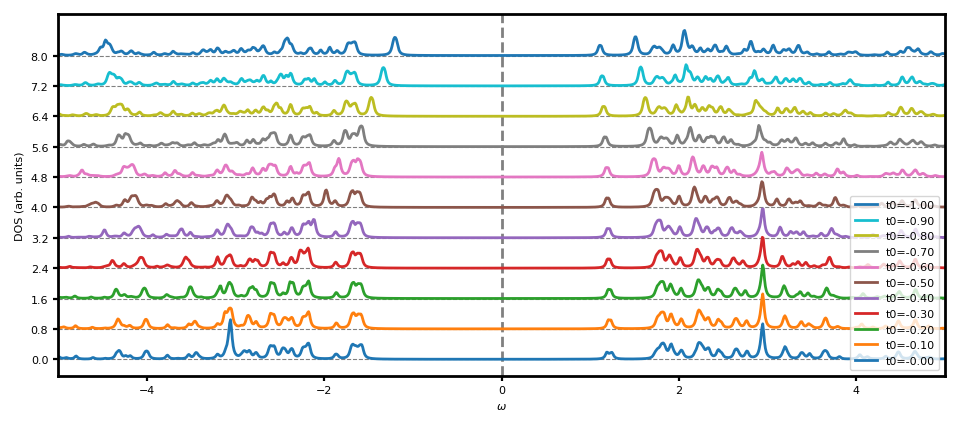 DOS (arb. units)
8.0
7.2
6.4
5.6
4.8
4.0
3.2
2.4
1.6
0.8
0.0
t0=-1.00
t0=-0.90
t0=-0.80
t0=-0.70
t0=-0.60
t0=-0.50
t0=-0.40
t0=-0.30
t0=-0.20
t0=-0.10
t0=-0.00
−4
−2
0
2
4
ω